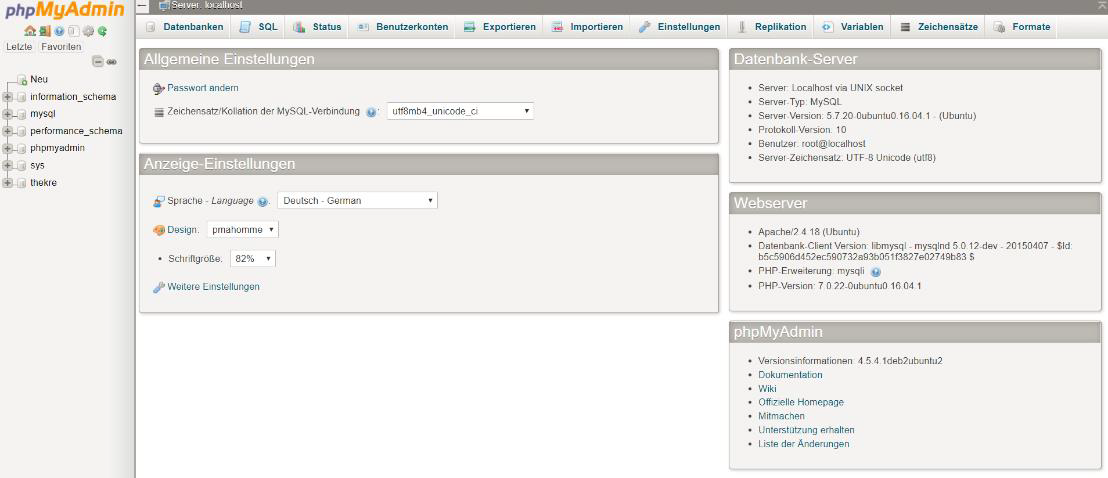 phpMyAdmin
Letzte Favoriten
Neu
information_schema
mysql
performance_schema
phpmyadmin
sys
thekre
Server: localhost
Datenbanken SQL Status Benutzerkonten Exportieren Importieren Einstellungen Replikation Variablen Zeichensätze Formate
Allgemeine Einstellungen
Passwort ändern
Zeichensatz/Kollation der MySQL-Verbindung : utf8mb4_unicode_ci
Anzeige-Einstellungen
Sprache - Language : Deutsch - German
Design: pmahomme
Schriftgröße: 82%
Weitere Einstellungen
Datenbank-Server
Server: Localhost via UNIX socket
Server-Typ: MySQL
Server-Version: 5.7.20-0ubuntu0.16.04.1 - (Ubuntu)
Protokoll-Version: 10
Benutzer: root@localhost
Server-Zeichensatz: UTF-8 Unicode (utf8)
Webserver
Apache/2.4.18 (Ubuntu)
Datenbank-Client Version: libmysql - mysqlnd 5.0.12-dev - 20150407 - $Id:
b5c5906d452ec590732a93b051f3827e02749b83 $
PHP-Erweiterung: mysqli
PHP-Version: 7.0.22-0ubuntu0.16.04.1
phpMyAdmin
Versionsinformationen: 4.5.4.1deb2ubuntu2
Dokumentation
Wiki
Offizielle Homepage
Mitmachen
Unterstützung erhalten
Liste der Änderungen